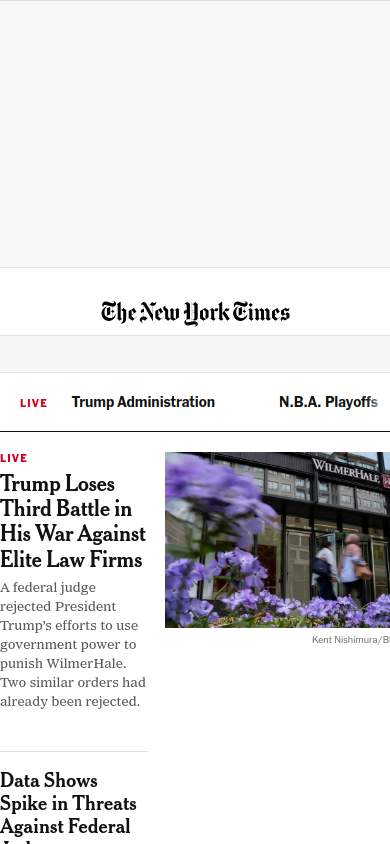 The New York Times
LIVE
Trump Administration
N.B.A. Playoffs
LIVE
Trump Loses
Third Battle in
His War Against
Elite Law Firms
A federal judge
rejected President
Trump's efforts to use
government power to
punish WilmerHale.
Two similar orders had
already been rejected.
WILMERHALE
Kent Nishimura/Bl
Data Shows
Spike in Threats
Against Federal